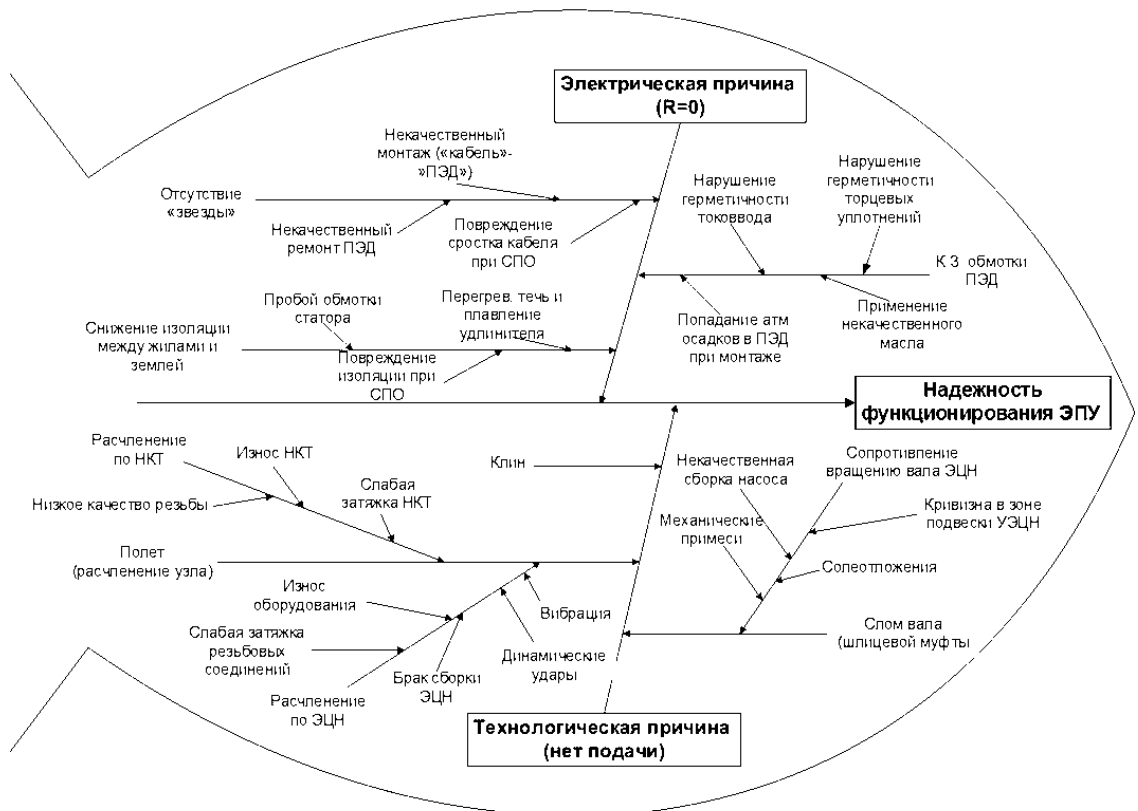 Электрическая причина
(R=0)
Некачественный
монтаж («кабель»-
»ПЭД»)
Отсутствие
«звезды»
Некачественный
ремонт ПЭД
Повреждение
сростка кабеля
при СПО
Нарушение
герметичности
токоввода
Нарушение
герметичности
торцевых
уплотнений
К З обмотки
ПЭД
Попадание атм
осадков в ПЭД
при монтаже
Применение
некачественного
масла
Снижение изоляции
между жилами и
землей
Пробой обмотки
статора
Перегрев. течь и
плавление
удлинителя
Повреждение
изоляции при
СПО
Надежность
функционирования ЭПУ
Расчленение
по НКТ
Износ НКТ
Низкое качество резьбы
Слабая
затяжка НКТ
Клин
Некачественная
сборка насоса
Сопротивление
вращению вала ЭЦН
Кривизна в зоне
подвески УЭЦН
Механические
примеси
Солеотложения
Полет
(расчленение узла)
Износ
оборудования
Вибрация
Слабая затяжка
резьбовых
соединений
Динамические
удары
Брак сборки
ЭЦН
Расчленение
по ЭЦН
Слом вала
(шлицевой муфты
Технологическая причина
(нет подачи)